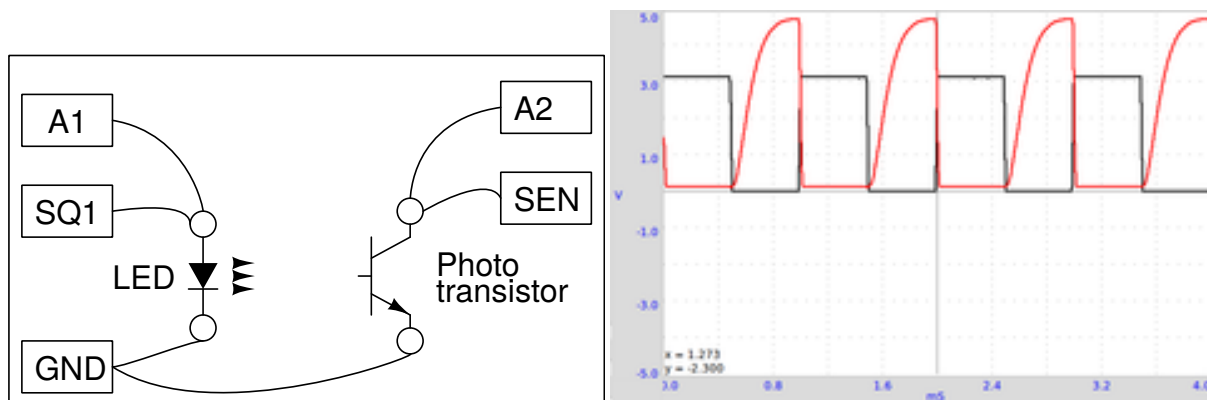 A1
SQ1
LED
GND
A2
SEN
Photo
transistor
5.0
3.0
1.0
V
-1.0
-3.0
-5.0
x = 1.273
y = -2.300
0.0
0.8
1.6
2.4
3.2
4.0
mS